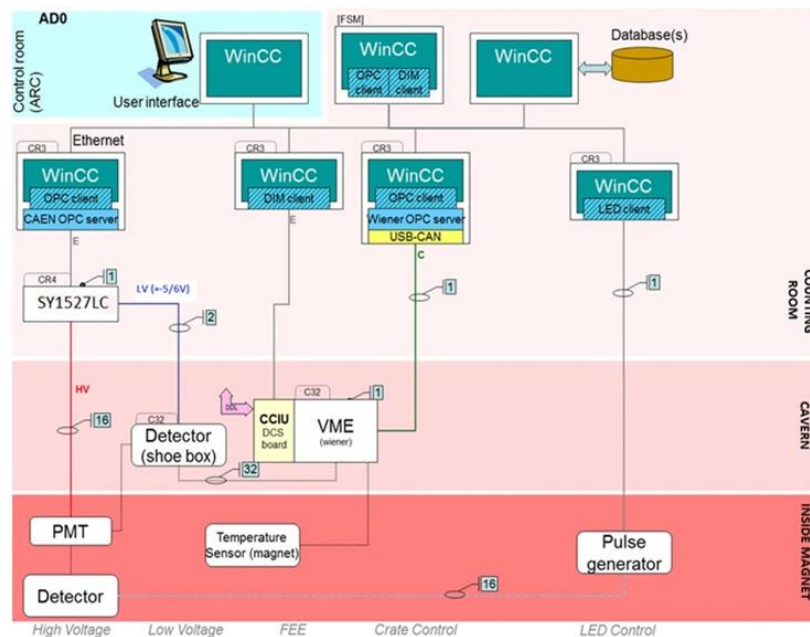 AD0
Control room
(ARC)
User interface
WinCC
[FSM]
WinCC
OPC
client
DIM
client
WinCC
Database(s)
Ethernet
CR3
WinCC
OPC client
CAEN OPC server
E
CR3
WinCC
DIM client
E
CR3
WinCC
OPC client
Wiener OPC server
USB-CAN
C
CR3
WinCC
LED client
COUNTING
ROOM
CR4
1
SY1527LC
LV (+-5/6V)
2
1
1
HV
16
C32
Detector
(shoe box)
32
DDL
CCIU
DCS
board
C32
1
VME
(wiener)
CAVERN
PMT
Temperature
Sensor (magnet)
Pulse
generator
INSIDE MAGNET
Detector
16
High Voltage
Low Voltage
FEE
Crate Control
LED Control